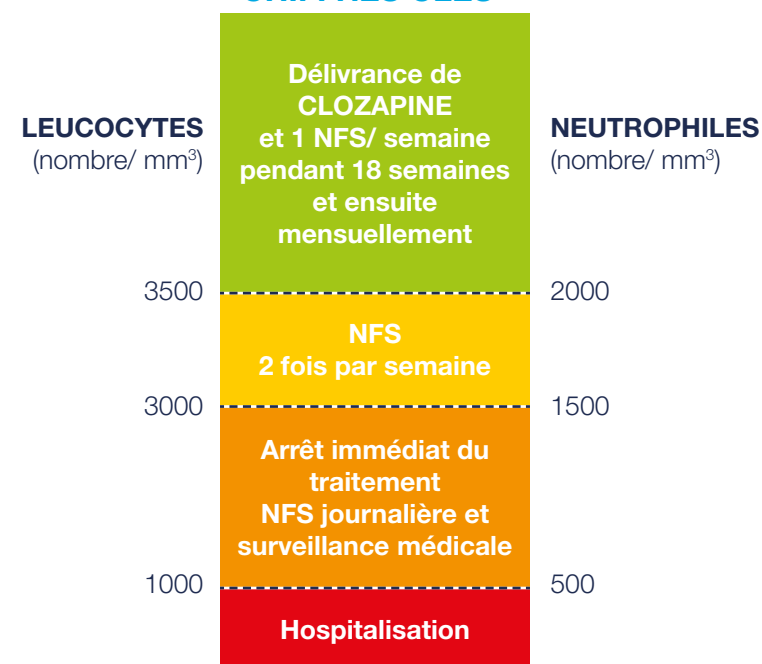 Délivrance de
CLOZAPINE
et 1 NFS/ semaine
pendant 18 semaines
et ensuite
mensuellement
LEUCOCYTES
(nombre/ mm³)
NEUTROPHILES
(nombre/ mm³)
3500
2000
NFS
2 fois par semaine
3000
1500
Arrêt immédiat du
traitement
NFS journalière et
surveillance médicale
1000
500
Hospitalisation